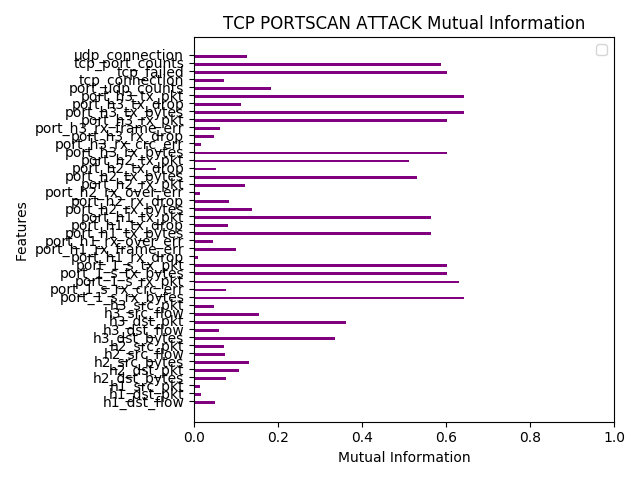 TCP PORTSCAN ATTACK Mutual Information
udp_connection
tcp_port_counts
tcp_failed
tcp_connection
port_udp_counts
port_h3_tx_pkt
port_h3_tx_drop
port_h3_tx_bytes
port_h3_rx_pkt
port_h3_rx_frame_err
port_h3_rx_drop
port_h3_rx_crc_err
port_h3_rx_bytes
port_h2_tx_pkt
port_h2_tx_drop
port_h2_tx_bytes
port_h2_rx_pkt
port_h2_rx_over_err
port_h2_rx_drop
port_h2_rx_bytes
port_h1_tx_pkt
port_h1_tx_drop
port_h1_tx_bytes
port_h1_rx_over_err
port_h1_rx_frame_err
port_h1_rx_drop
port_1_s_tx_pkt
port_1_s_tx_bytes
port_1_s_rx_pkt
port_1_s_rx_crc_err
port_1_s_rx_bytes
h3_src_pkt
h3_src_flow
h3_dst_pkt
h3_dst_flow
h3_dst_bytes
h2_src_pkt
h2_src_flow
h2_src_bytes
h2_dst_pkt
h2_dst_bytes
h1_src_pkt
h1_dst_pkt
h1_dst_flow
Features
0.0 0.2 0.4 0.6 0.8 1.0
Mutual Information